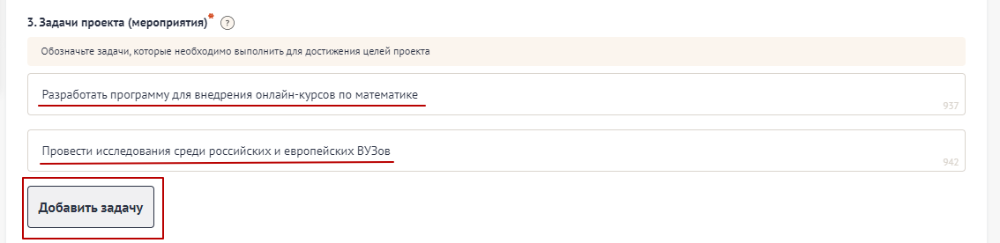 3. Задачи проекта (мероприятия)* ?
Обозначьте задачи, которые необходимо выполнить для достижения целей проекта
Разработать программу для внедрения онлайн-курсов по математике
937
Провести исследования среди российских и европейских ВУЗов
942
Добавить задачу